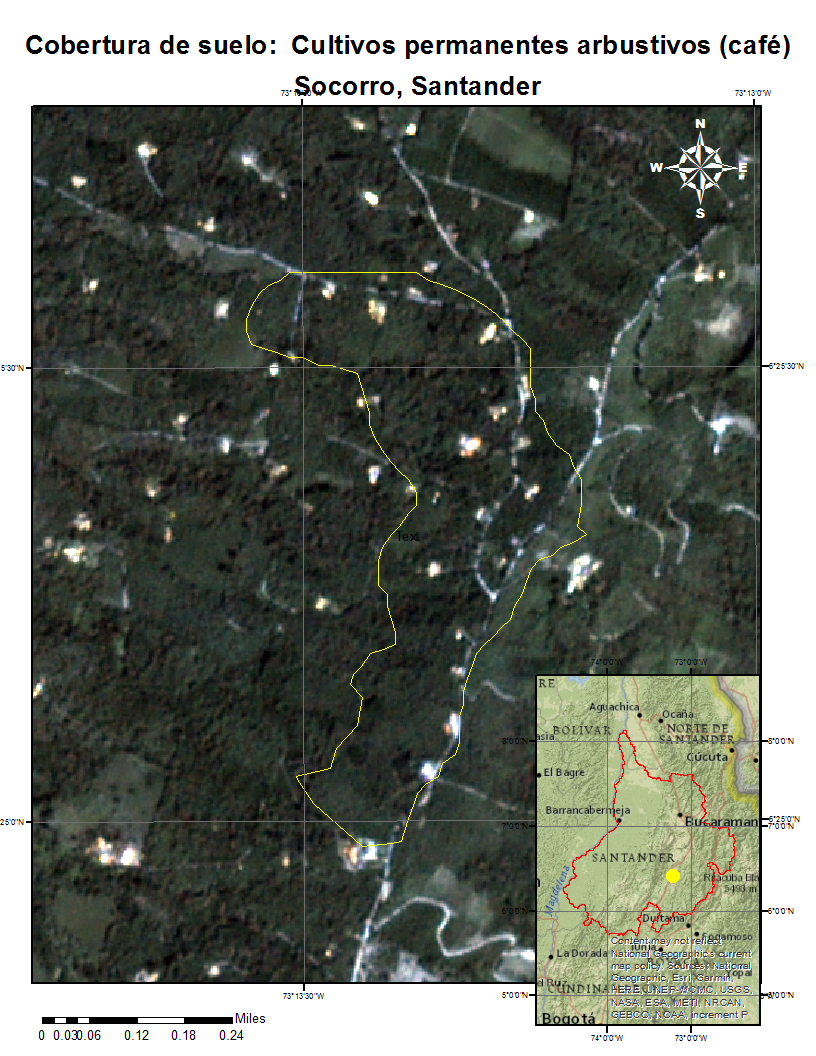 Cobertura de suelo:  Cultivos permanentes arbustivos (café)
Socorro, Santander
73°13'0"W
N
W
E
S
5'30"N
6°25'30"N
Text
74°0'0"W
73°0'0"W
RE
Aguachica
Ocaña
BOLIVAR
NORTE DE
SANTANDER
8°0'0"N
Cúcuta
El Bagre
Barrancabermeja
Bucaraman
25'0"N
6°25'0"N
7°0'0"N
7°0'0"N
SANTANDER
Magdalena
5493 m
6°0'0"N
Duitama
Sogamoso
La Dorada
Tunja
Yopal
CUNDINA
Bogotá
Content may not reflect
National Geographic's current
map policy. Sources: National
Geographic, Esri, Garmin,
HERE, UNEP-WCMC, USGS,
NASA, ESA, METI, NRCAN,
GEBCO, NOAA, increment P
73°13'30"W
5°0'0"N
74°0'0"W
73°0'0"W
Miles
0 0.03 0.06 0.12 0.18 0.24